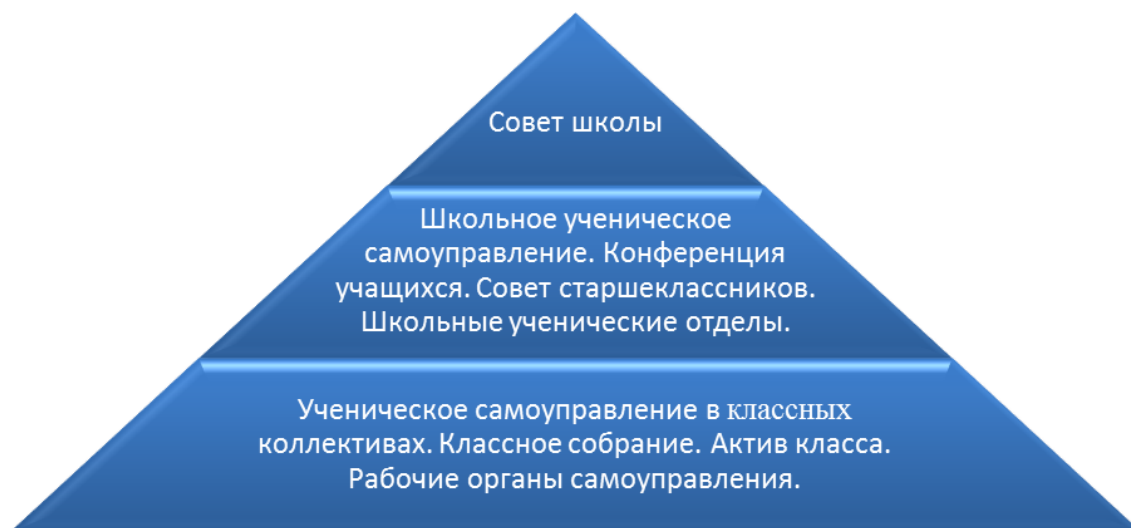 Совет школы
Школьное ученическое
самоуправление. Конференция
учащихся. Совет старшеклассников.
Школьные ученические отделы.
Ученическое самоуправление в классных
коллективах. Классное собрание. Актив класса.
Рабочие органы самоуправления.